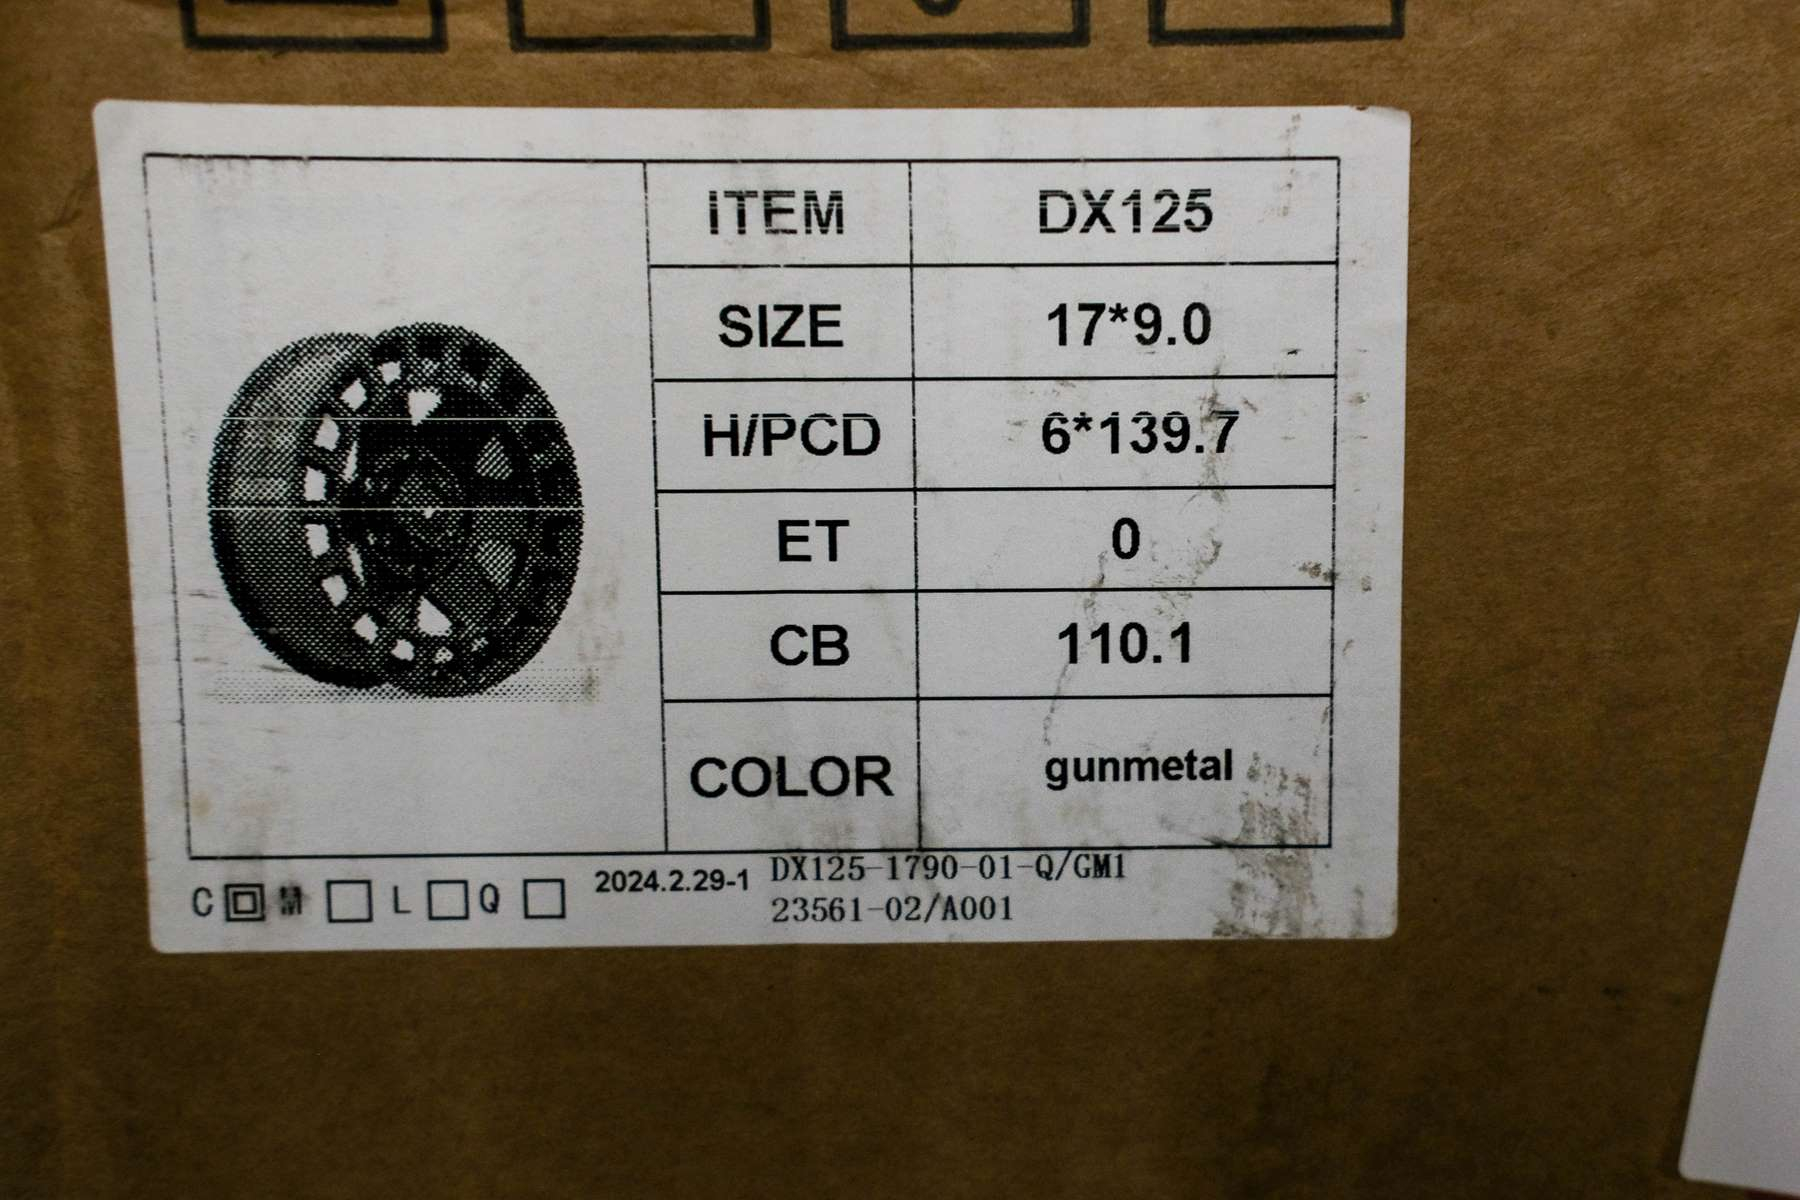 ITEM DX125
SIZE 17*9.0
H/PCD 6*139.7
ET 0
CB 110.1
COLOR gunmetal
C M L Q 2024.2.29-1 DX125-1790-01-Q/GM1
23561-02/A001